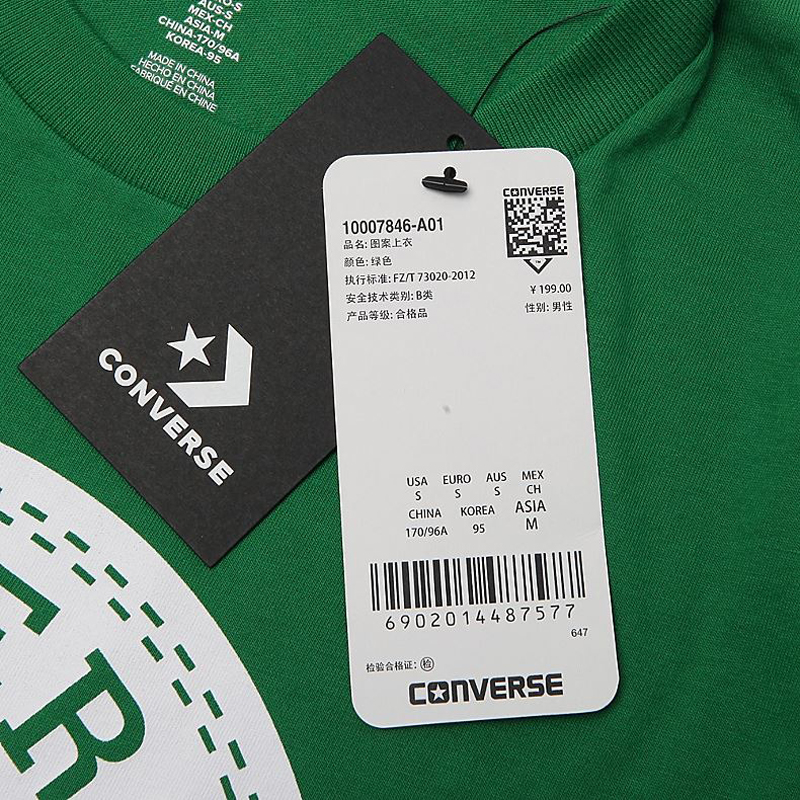 AUS-S
MEX-CH
ASIA-M
CHINA-170/96A
KOREA-95
MADE IN CHINA
HECHO EN CHINA
FABRIQUÉ EN CHINE
CONVERSE
CONVERSE
10007846-A01
品名: 图案上衣
颜色: 绿色
执行标准: FZ/T 73020-2012
安全技术类别: B类
产品等级: 合格品
¥ 199.00
性别: 男性
USA EURO AUS MEX
S S S CH
CHINA KOREA ASIA
170/96A 95 M
6902014487577
647
检验合格证: 检
CONVERSE